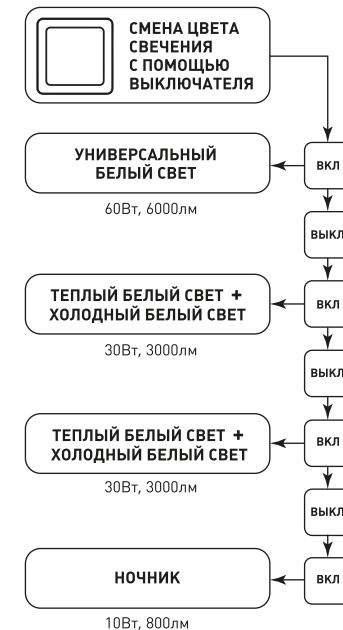 СМЕНА ЦВЕТА
СВЕЧЕНИЯ
С ПОМОЩЬЮ
ВЫКЛЮЧАТЕЛЯ
УНИВЕРСАЛЬНЫЙ
БЕЛЫЙ СВЕТ
ВКЛ
60Вт, 6000лм
ВЫКЛ
ТЕПЛЫЙ БЕЛЫЙ СВЕТ +
ХОЛОДНЫЙ БЕЛЫЙ СВЕТ
ВКЛ
30Вт, 3000лм
ВЫКЛ
ТЕПЛЫЙ БЕЛЫЙ СВЕТ +
ХОЛОДНЫЙ БЕЛЫЙ СВЕТ
ВКЛ
30Вт, 3000лм
ВЫКЛ
НОЧНИК
ВКЛ
10Вт, 800лм